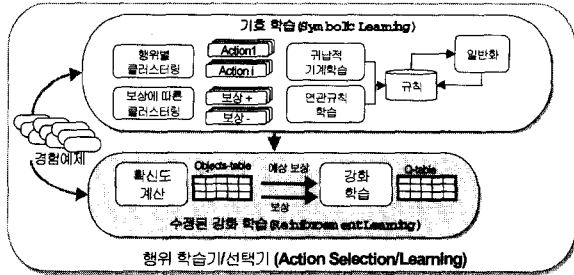 기호 학습(Symbolic Learning)
행위별
클러스터링
Action1
Action i
귀납적
기계학습
일반화
규칙
보상에 따른
클러스터링
보상 +
보상 -
연관규칙
학습
경험예제
확신도
계산
Objects-table
예상 보상
보상
강화
학습
Q-table
수정된 강화 학습(Reinforcement Learning)
행위 학습기/선택기 (Action Selection/Learning)